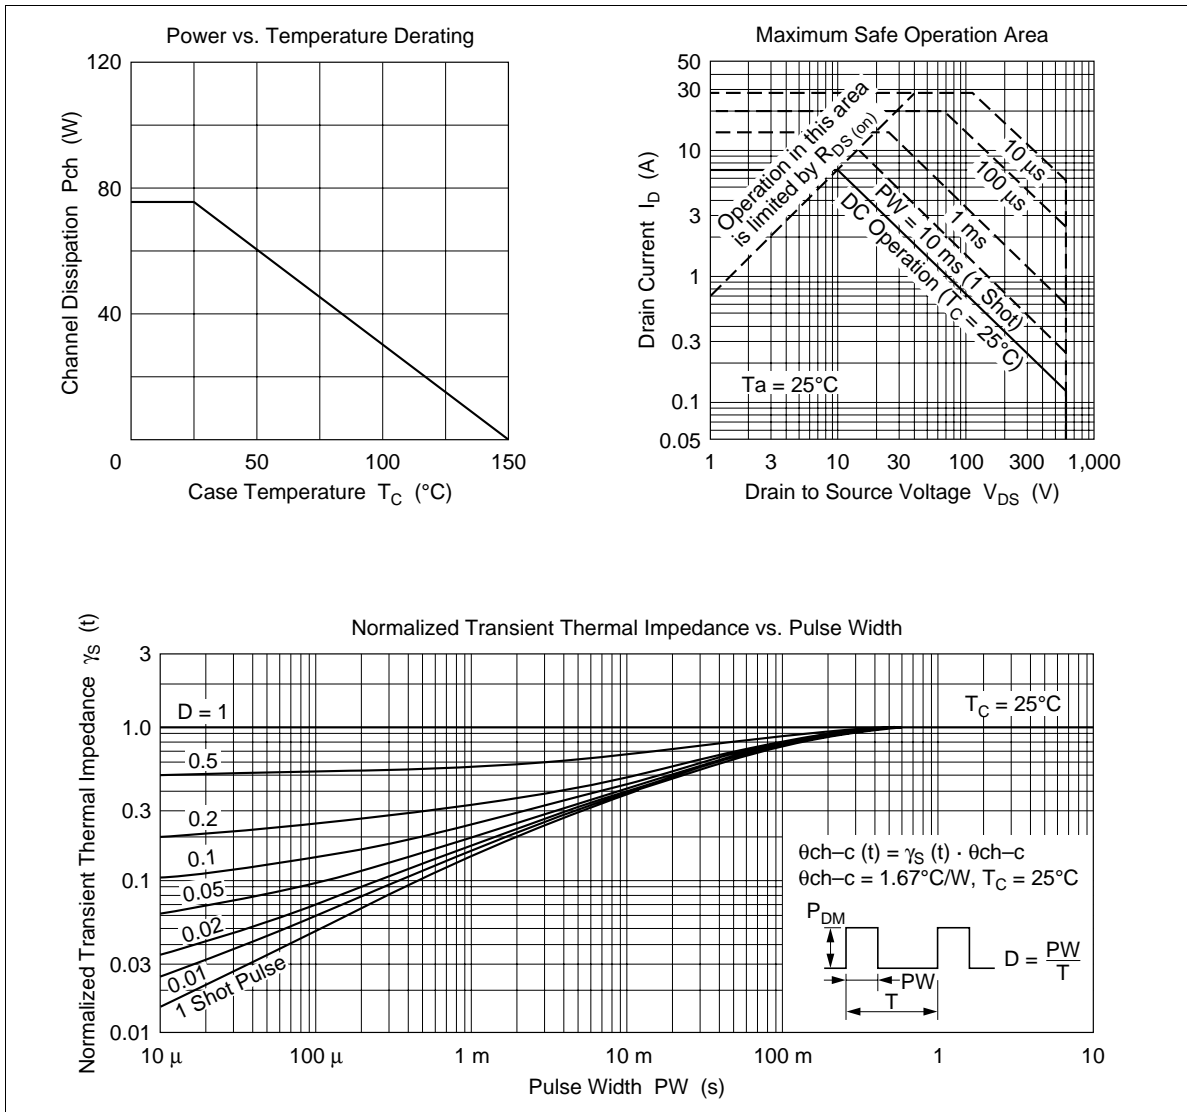 Power vs. Temperature Derating
Channel Dissipation Pch (W)
120
80
40
0
50
100
150
Case Temperature T_C (°C)
Maximum Safe Operation Area
Drain Current I_D (A)
50
30
10
3
1
0.3
0.1
0.05
Operation in this area
is limited by R_DS (on)
10 μs
100 μs
1 ms
PW = 10 ms (1 Shot)
DC Operation (T_C = 25°C)
Ta = 25°C
1
3
10
30
100
300
1,000
Drain to Source Voltage V_DS (V)
Normalized Transient Thermal Impedance vs. Pulse Width
Normalized Transient Thermal Impedance γ_S (t)
3
1.0
0.3
0.1
0.03
0.01
D = 1
0.5
0.2
0.1
0.05
0.02
0.01
1 Shot Pulse
T_C = 25°C
θch–c (t) = γ_S (t) · θch–c
θch–c = 1.67°C/W, T_C = 25°C
P_DM
PW
T
D = PW/T
10 μ
100 μ
1 m
10 m
100 m
1
10
Pulse Width PW (s)